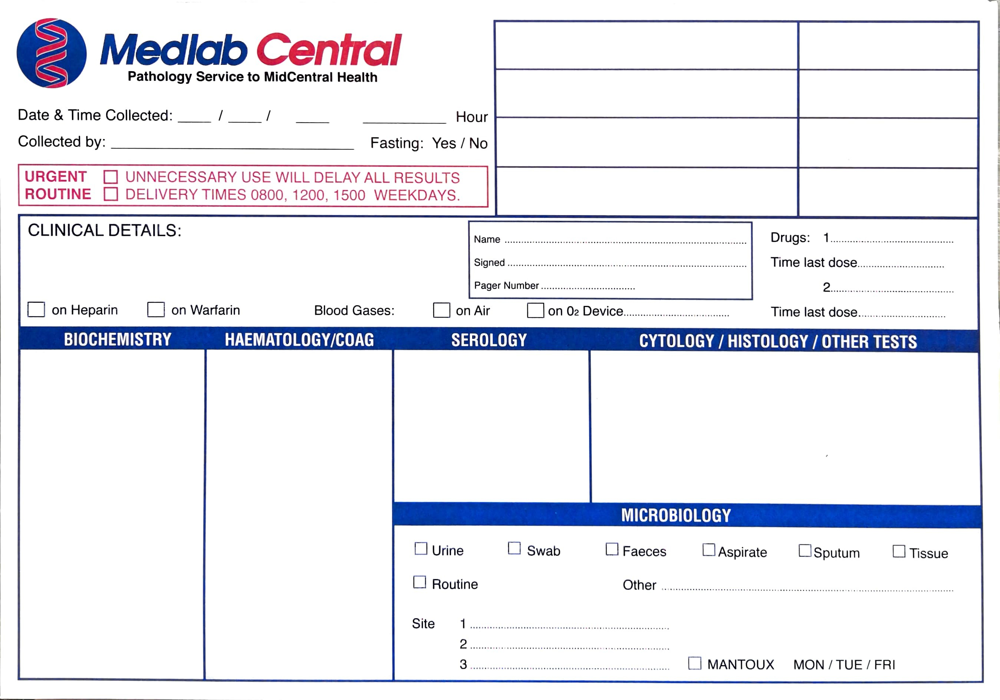 Medlab Central
Pathology Service to MidCentral Health
Date & Time Collected: ____ / ____ / ____ __________ Hour
Collected by: ______________________________ Fasting: Yes / No
URGENT ☐ UNNECESSARY USE WILL DELAY ALL RESULTS
ROUTINE ☐ DELIVERY TIMES 0800, 1200, 1500 WEEKDAYS.
CLINICAL DETAILS:
Name ..............................
Signed ..............................
Pager Number ..............................
Drugs: 1..............................
Time last dose..............................
2..............................
Time last dose..............................
☐ on Heparin ☐ on Warfarin Blood Gases: ☐ on Air ☐ on 02 Device..............................
BIOCHEMISTRY HAEMATOLOGY/COAG SEROLOGY CYTOLOGY / HISTOLOGY / OTHER TESTS
MICROBIOLOGY
☐ Urine ☐ Swab ☐ Faeces ☐ Aspirate ☐ Sputum ☐ Tissue
☐ Routine Other ..............................
Site 1 ..............................
2 ..............................
3 .............................. ☐ MANTOUX MON / TUE / FRI